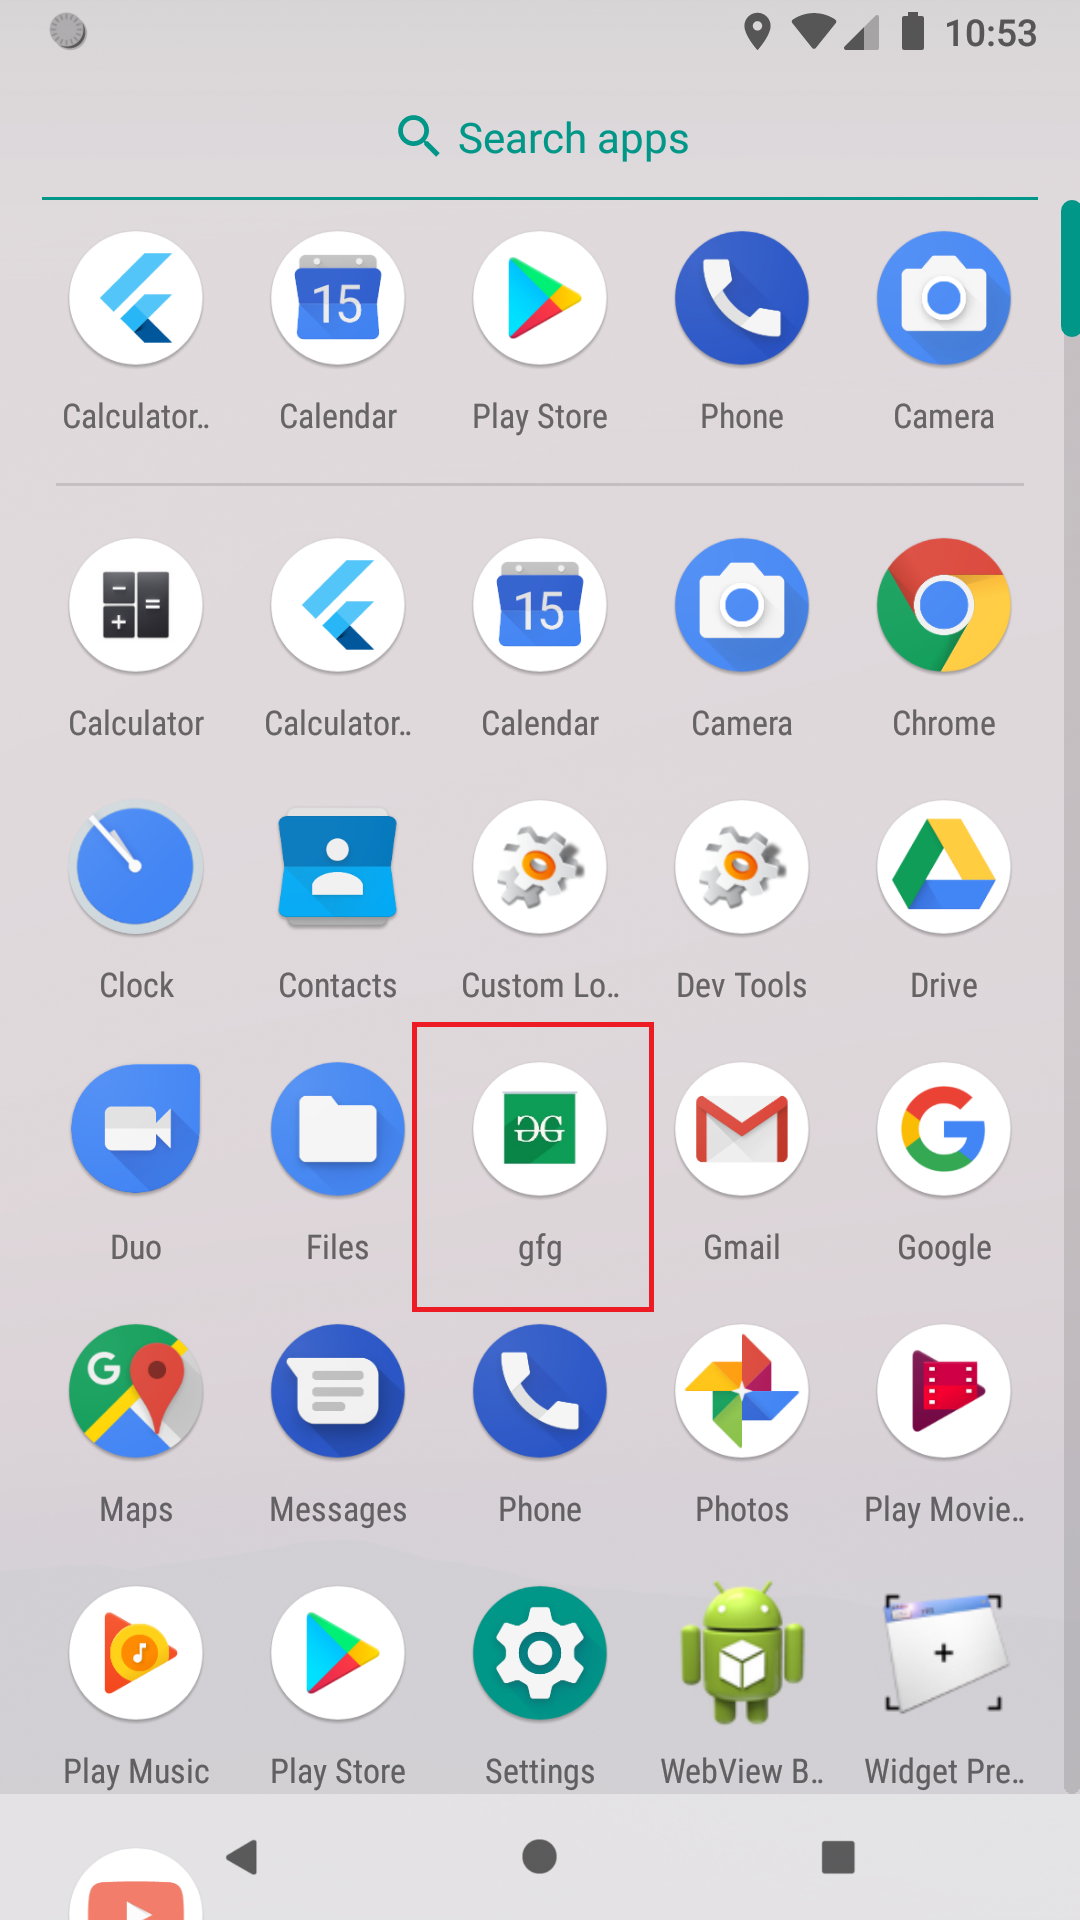 10:53
Search apps
15
Calculator.. Calendar Play Store Phone Camera
15
Calculator Calculator.. Calendar Camera Chrome
Clock Contacts Custom Lo.. Dev Tools Drive
Duo Files gfg Gmail Google
G
Maps Messages Phone Photos Play Movie..
Play Music Play Store Settings WebView B.. Widget Pre..